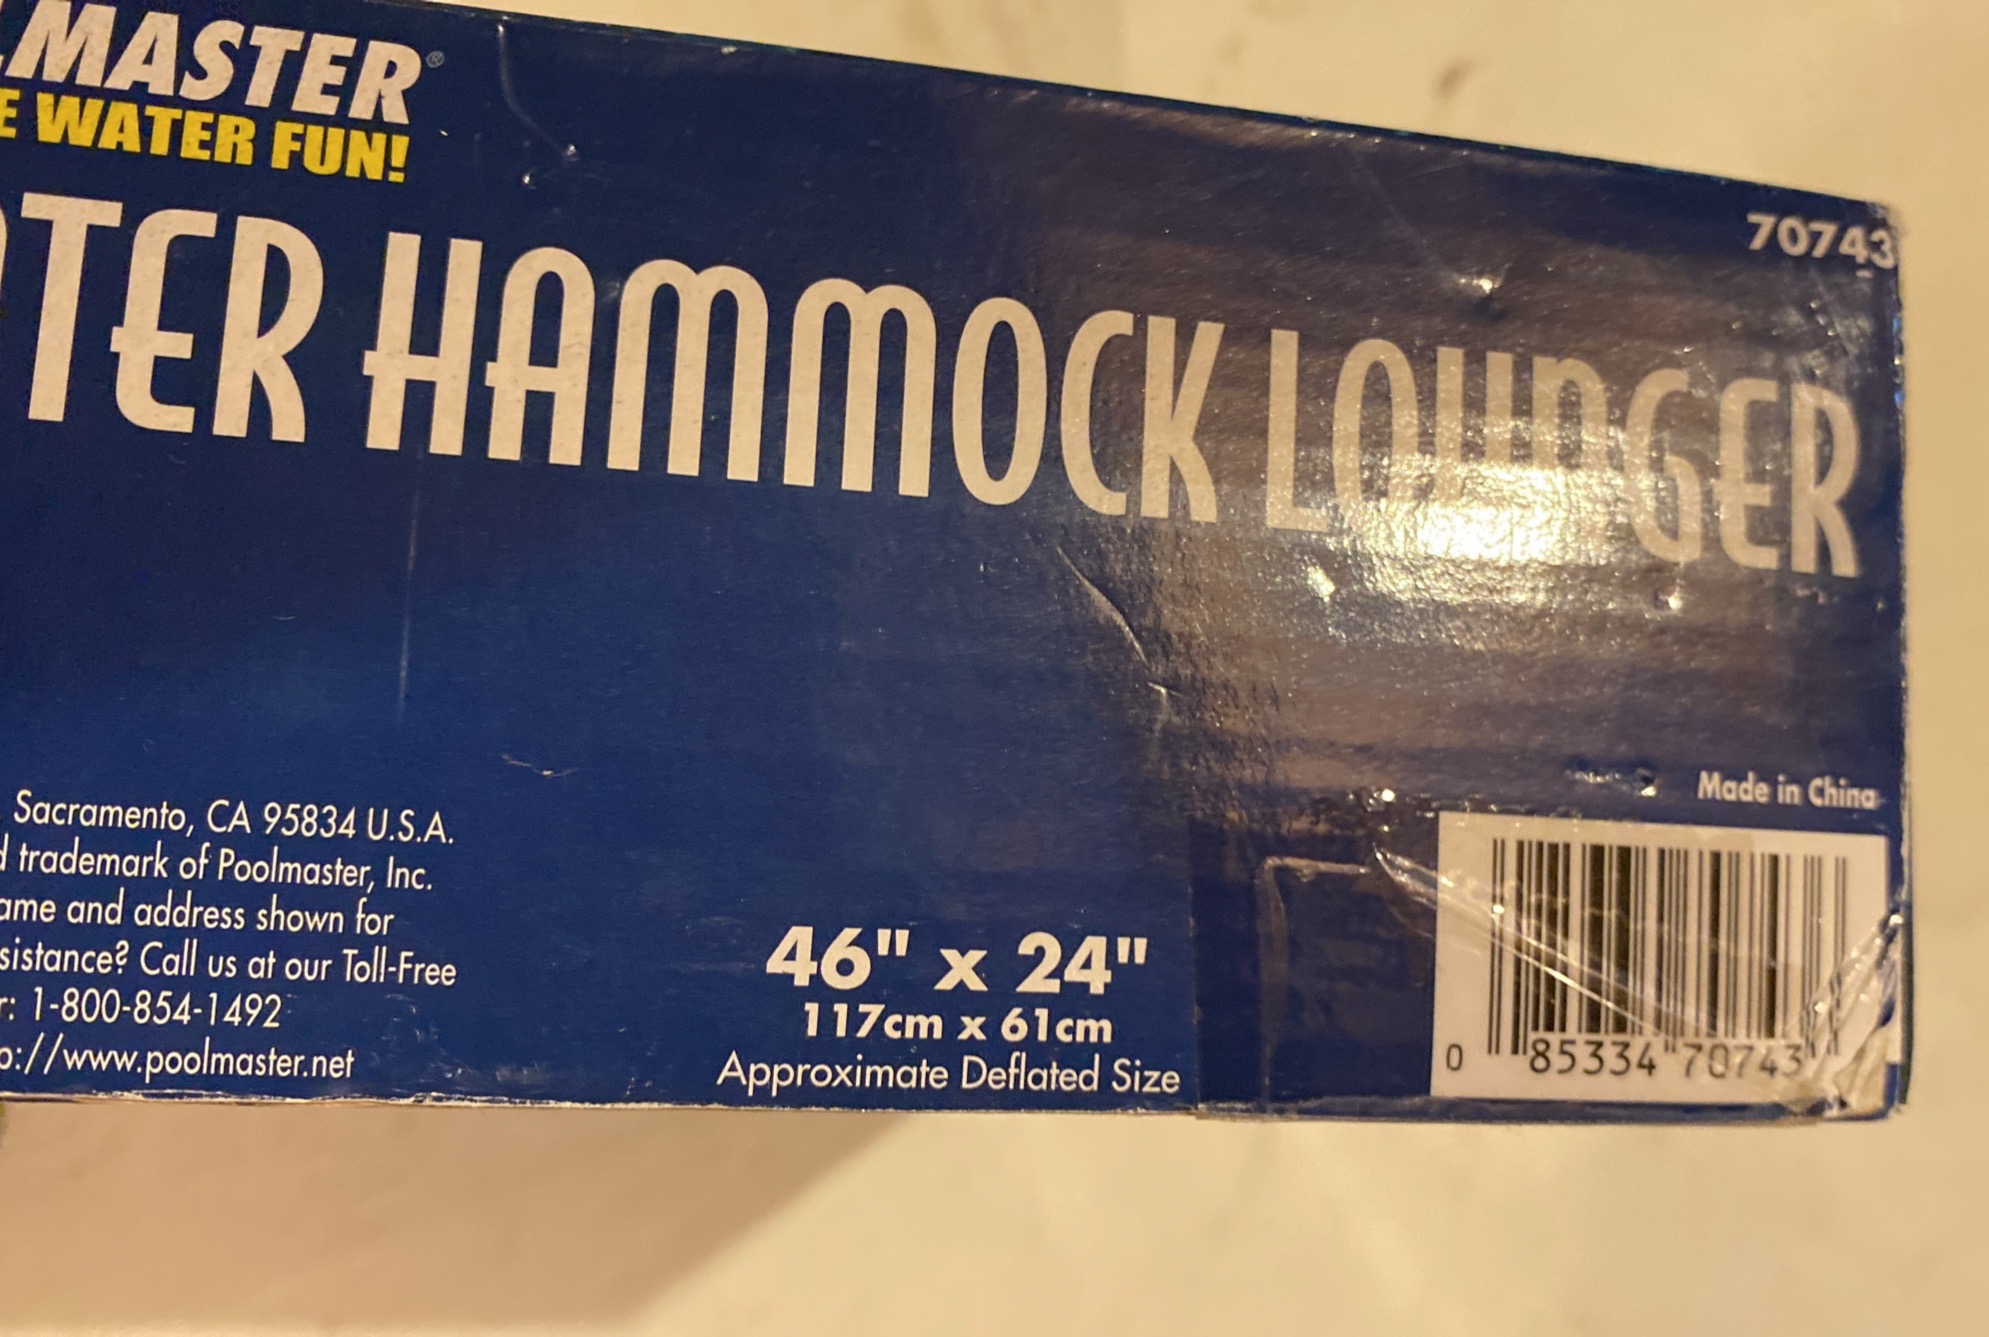 MASTER®
E WATER FUN!
70743
TER HAMMOCK LOUNGER
Sacramento, CA 95834 U.S.A.
d trademark of Poolmaster, Inc.
ame and address shown for
sistance? Call us at our Toll-Free
r: 1-800-854-1492
p://www.poolmaster.net
46" x 24"
117cm x 61cm
Approximate Deflated Size
Made in China
0 85334 70743